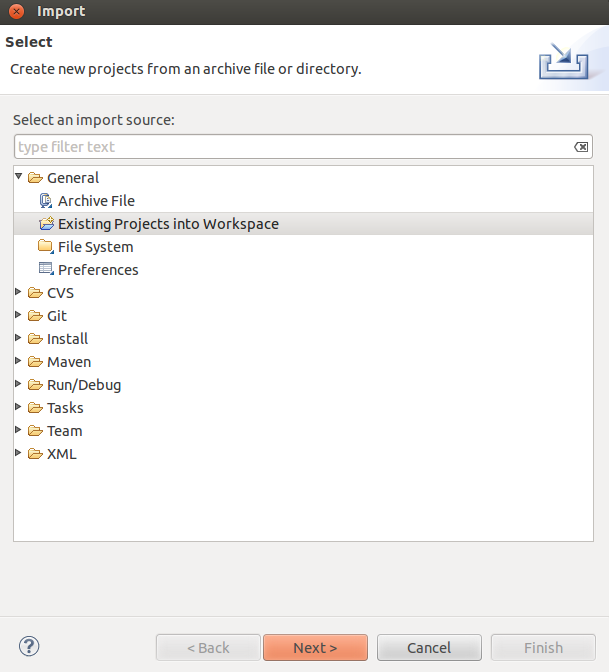 Import
Select
Create new projects from an archive file or directory.
Select an import source:
type filter text
General
Archive File
Existing Projects into Workspace
File System
Preferences
CVS
Git
Install
Maven
Run/Debug
Tasks
Team
XML
? < Back Next > Cancel Finish